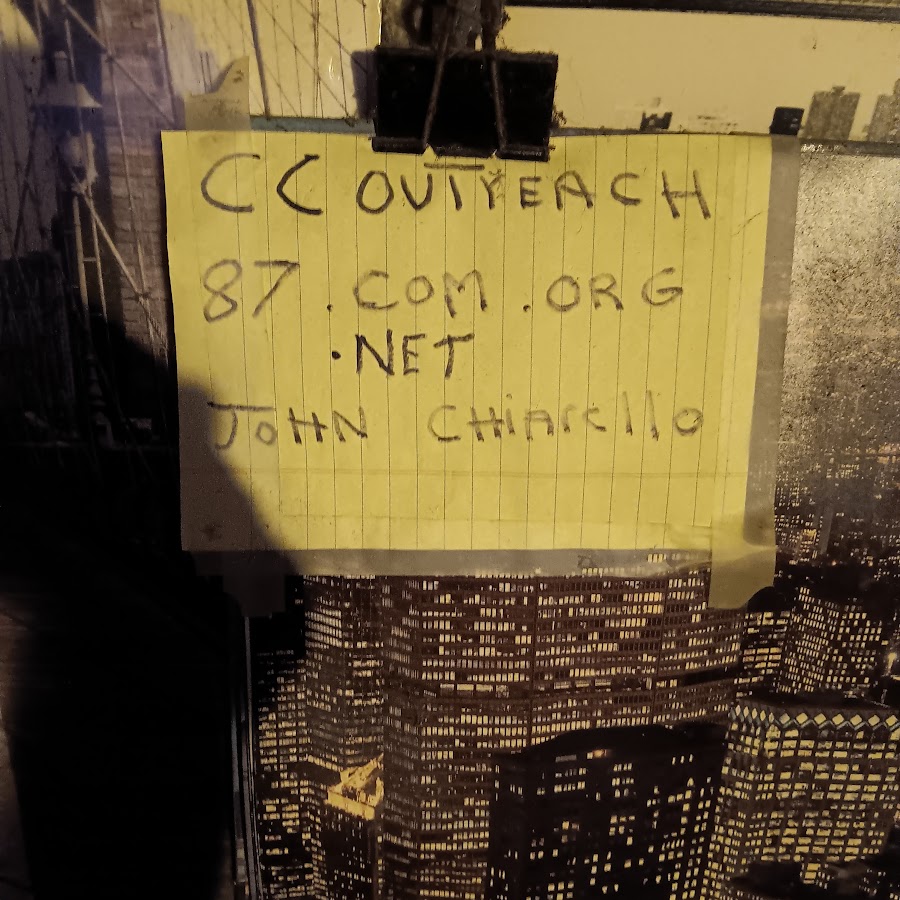 CC OUTREACH
87 .COM .ORG
.NET
JOHN CHIArello